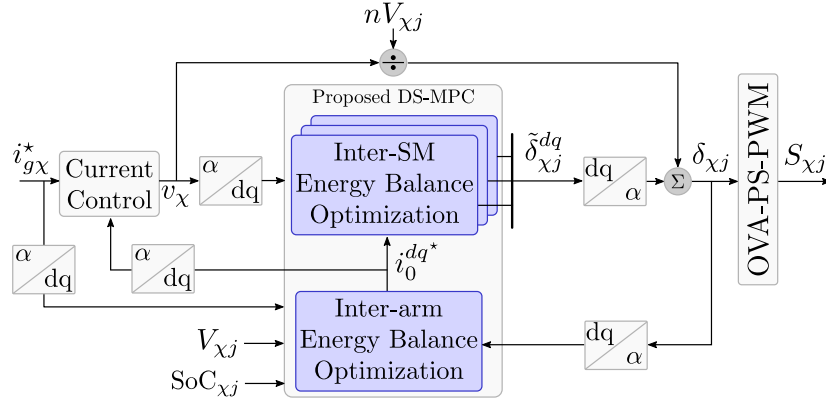 nV_{χj}
÷
Proposed DS-MPC
i*_{gχ}
Current
Control
v_χ
α
dq
Inter-SM
Energy Balance
Optimization
δ̃^{dq}_{χj}
dq
α
Σ
δ_{χj}
OVA-PS-PWM
S_{χj}
α
dq
α
dq
i_0^{dq*}
Inter-arm
Energy Balance
Optimization
V_{χj}
SoC_{χj}
dq
α